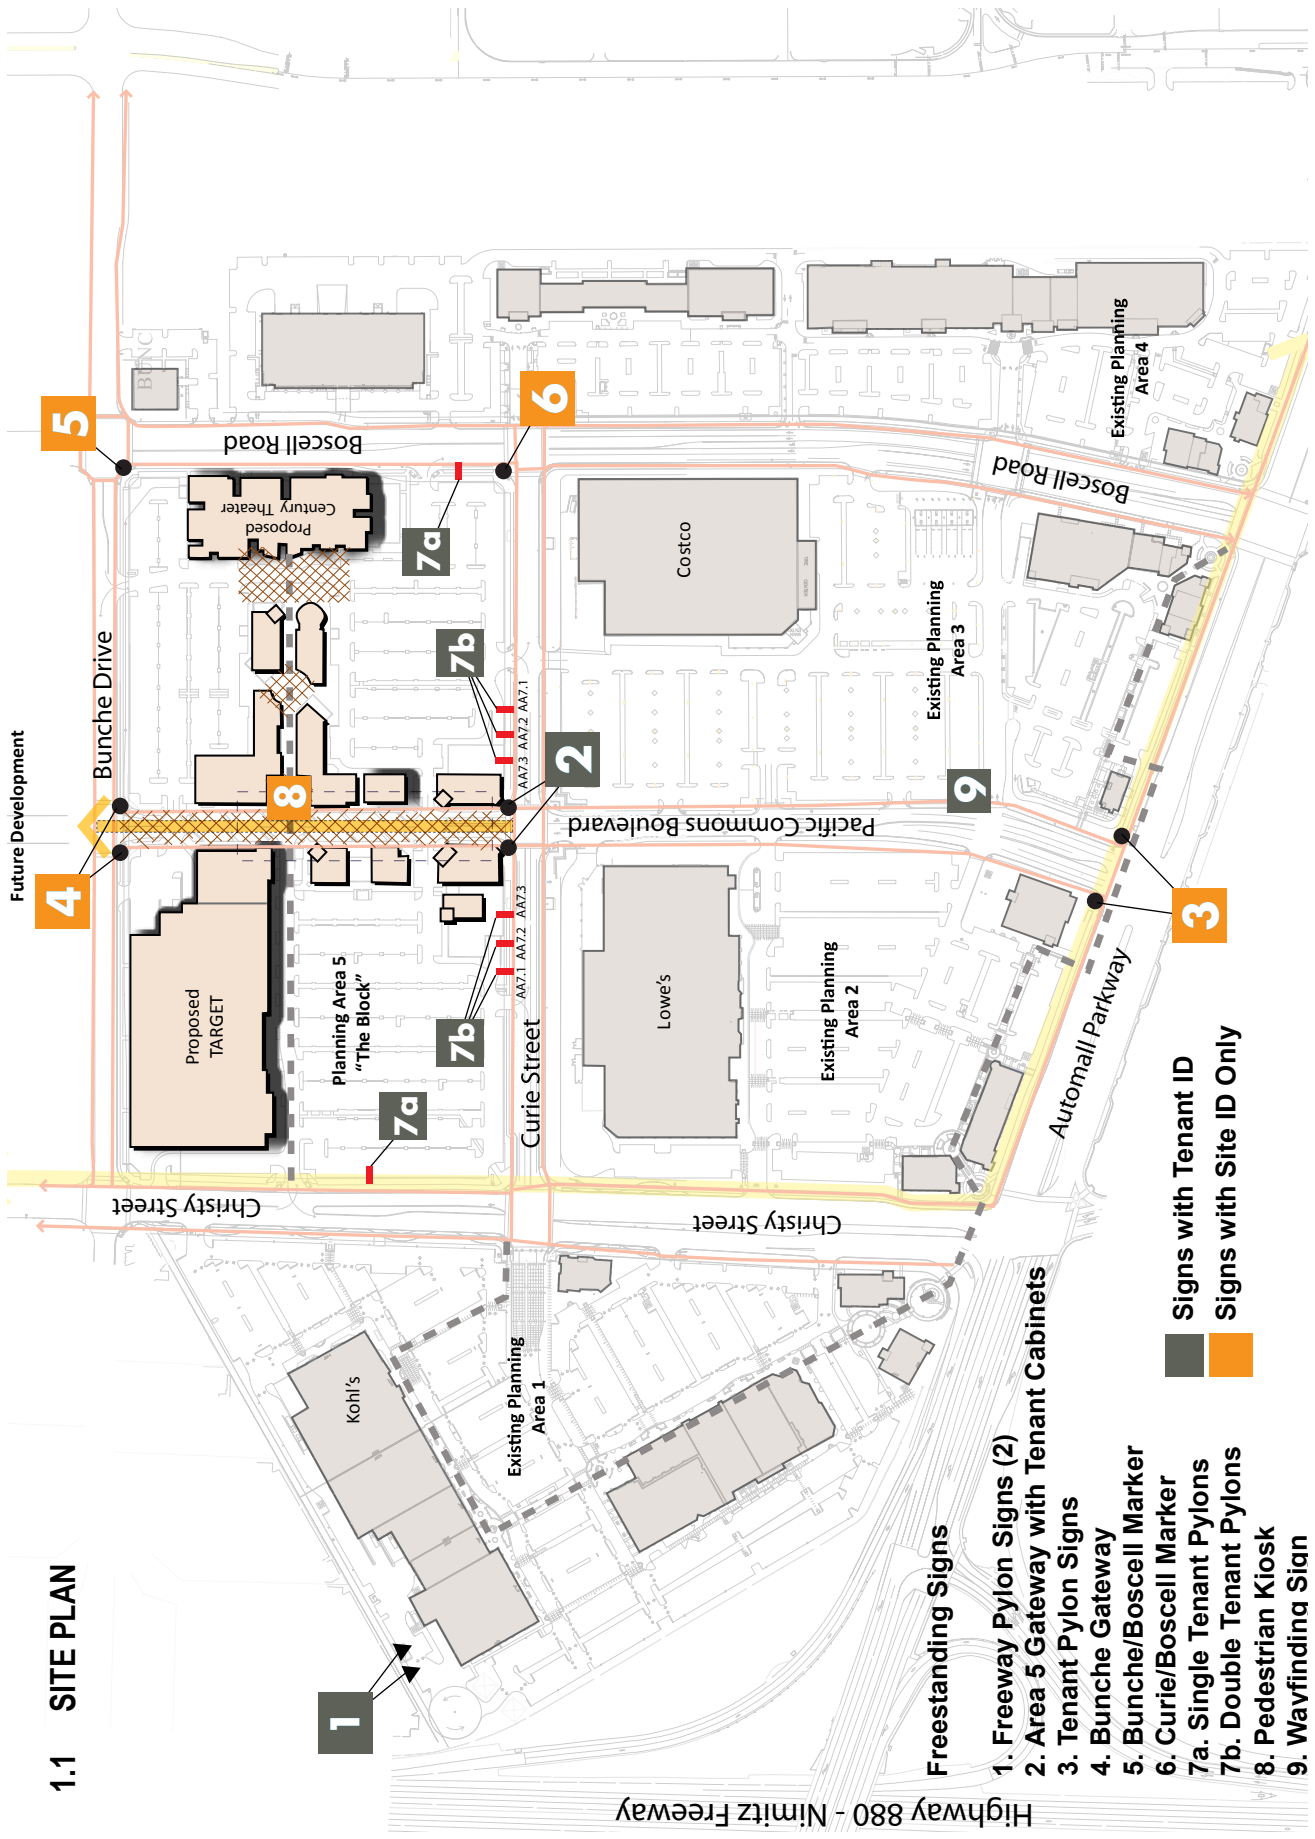 1.1 SITE PLAN
Future Development
Bunche Drive
BUNC
4
5
Proposed
TARGET
8
Proposed
Century Theater
Boscell Road
Planning Area 5
"The Block"
7a
7b
7b
7a
6
AA7.1 AA7.2 AA7.3
AA7.3 AA7.2 AA7.1
2
Curie Street
Christy Street
Christy Street
Kohl's
Existing Planning
Area 1
1
Lowe's
Existing Planning
Area 2
Pacific Commons Boulevard
9
Costco
Existing Planning
Area 3
Boscell Road
Existing Planning
Area 4
3
Automall Parkway
Highway 880 - Nimitz Freeway
Freestanding Signs
1. Freeway Pylon Signs (2)
2. Area 5 Gateway with Tenant Cabinets
3. Tenant Pylon Signs
4. Bunche Gateway
5. Bunche/Boscell Marker
6. Curie/Boscell Marker
7a. Single Tenant Pylons
7b. Double Tenant Pylons
8. Pedestrian Kiosk
9. Wayfinding Sign
Signs with Tenant ID
Signs with Site ID Only